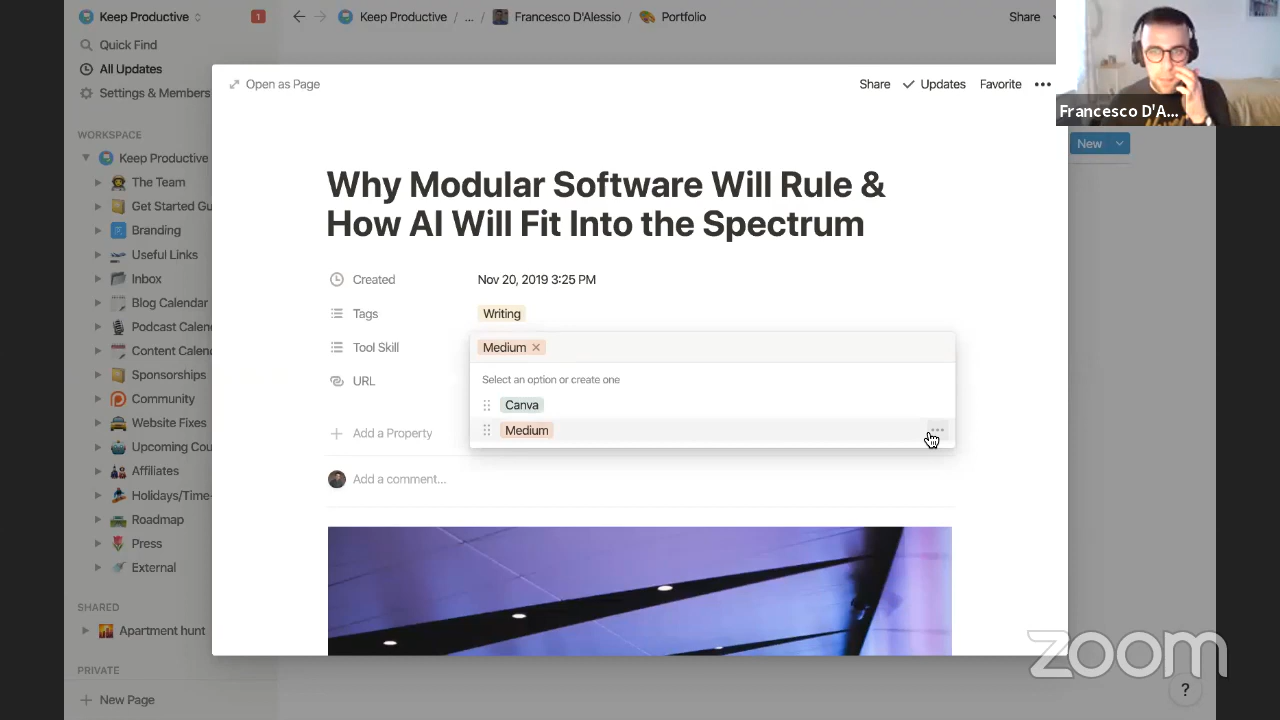 Keep Productive
1
Keep Productive / ... / Francesco D'Alessio / Portfolio
Share
Quick Find
All Updates
Settings & Members
WORKSPACE
Keep Productive
The Team
Get Started Gu
Branding
Useful Links
Inbox
Blog Calendar
Podcast Calen
Content Calen
Sponsorships
Community
Website Fixes
Upcoming Cou
Affiliates
Holidays/Time-
Roadmap
Press
External
SHARED
Apartment hunt
PRIVATE
New Page
Open as Page
Share
Updates
Favorite
Why Modular Software Will Rule &
How AI Will Fit Into the Spectrum
Created
Nov 20, 2019 3:25 PM
Tags
Writing
Tool Skill
Medium
URL
Select an option or create one
Canva
Medium
Add a Property
Add a comment...
Francesco D'A...
New
zoom
?